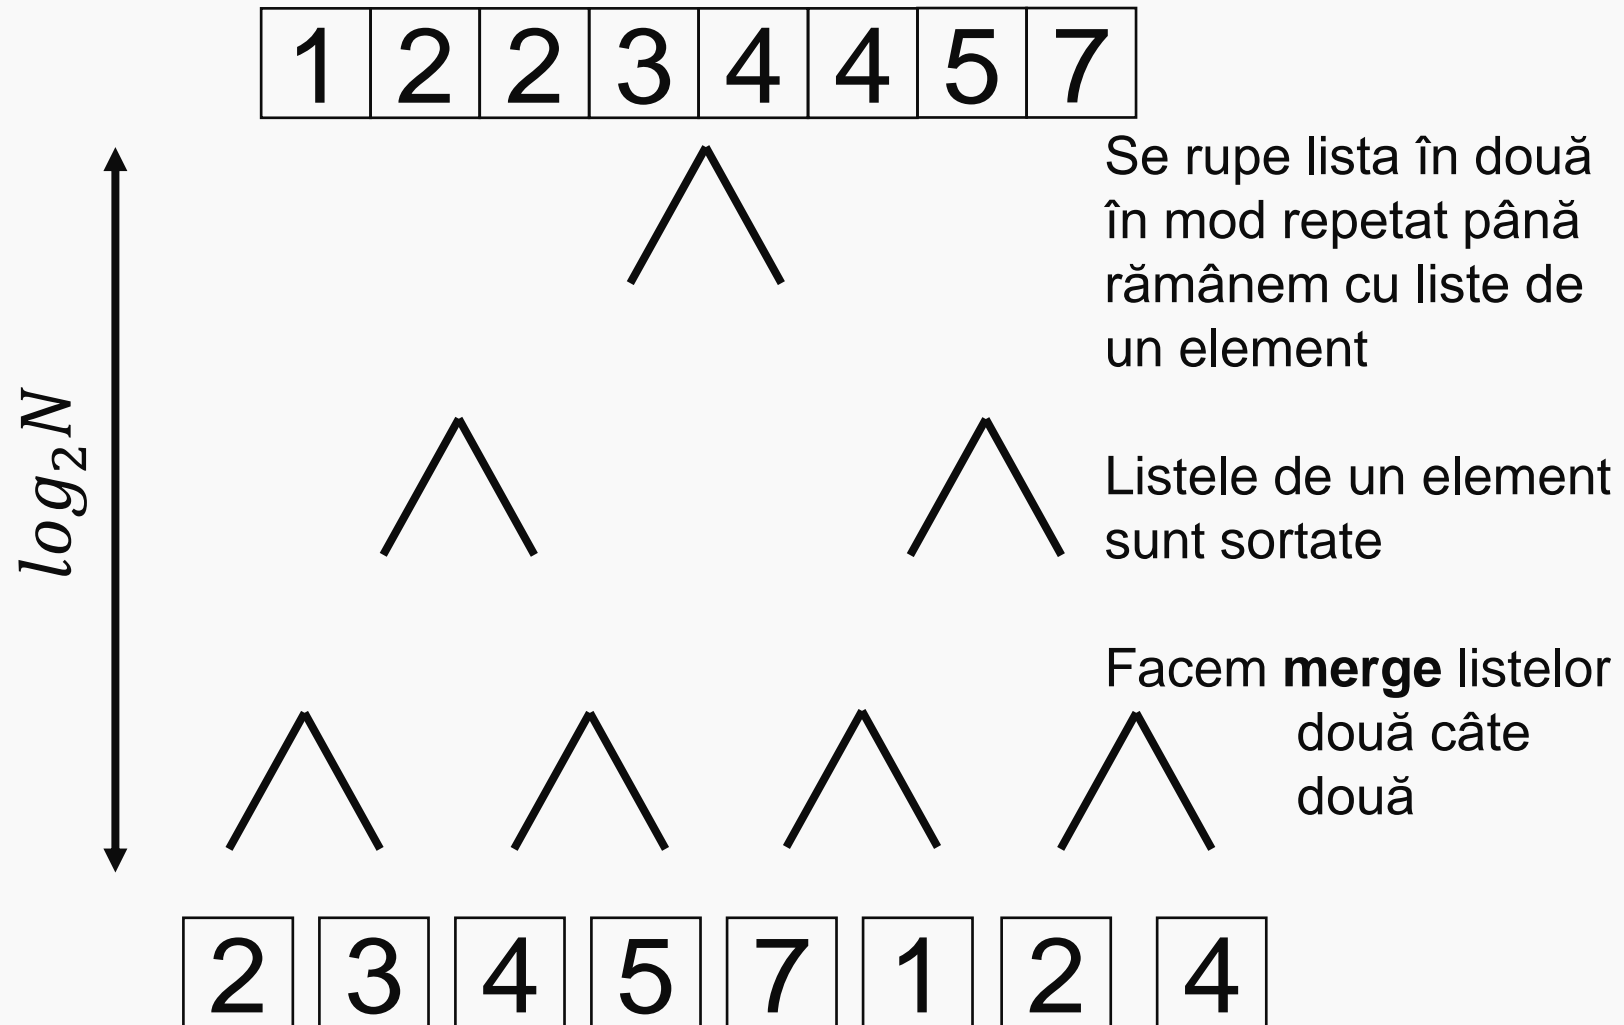 1 2 2 3 4 4 5 7
Se rupe lista în două
în mod repetat până
rămânem cu liste de
un element
log₂N
Listele de un element
sunt sortate
Facem merge listelor
două câte
două
2 3 4 5 7 1 2 4